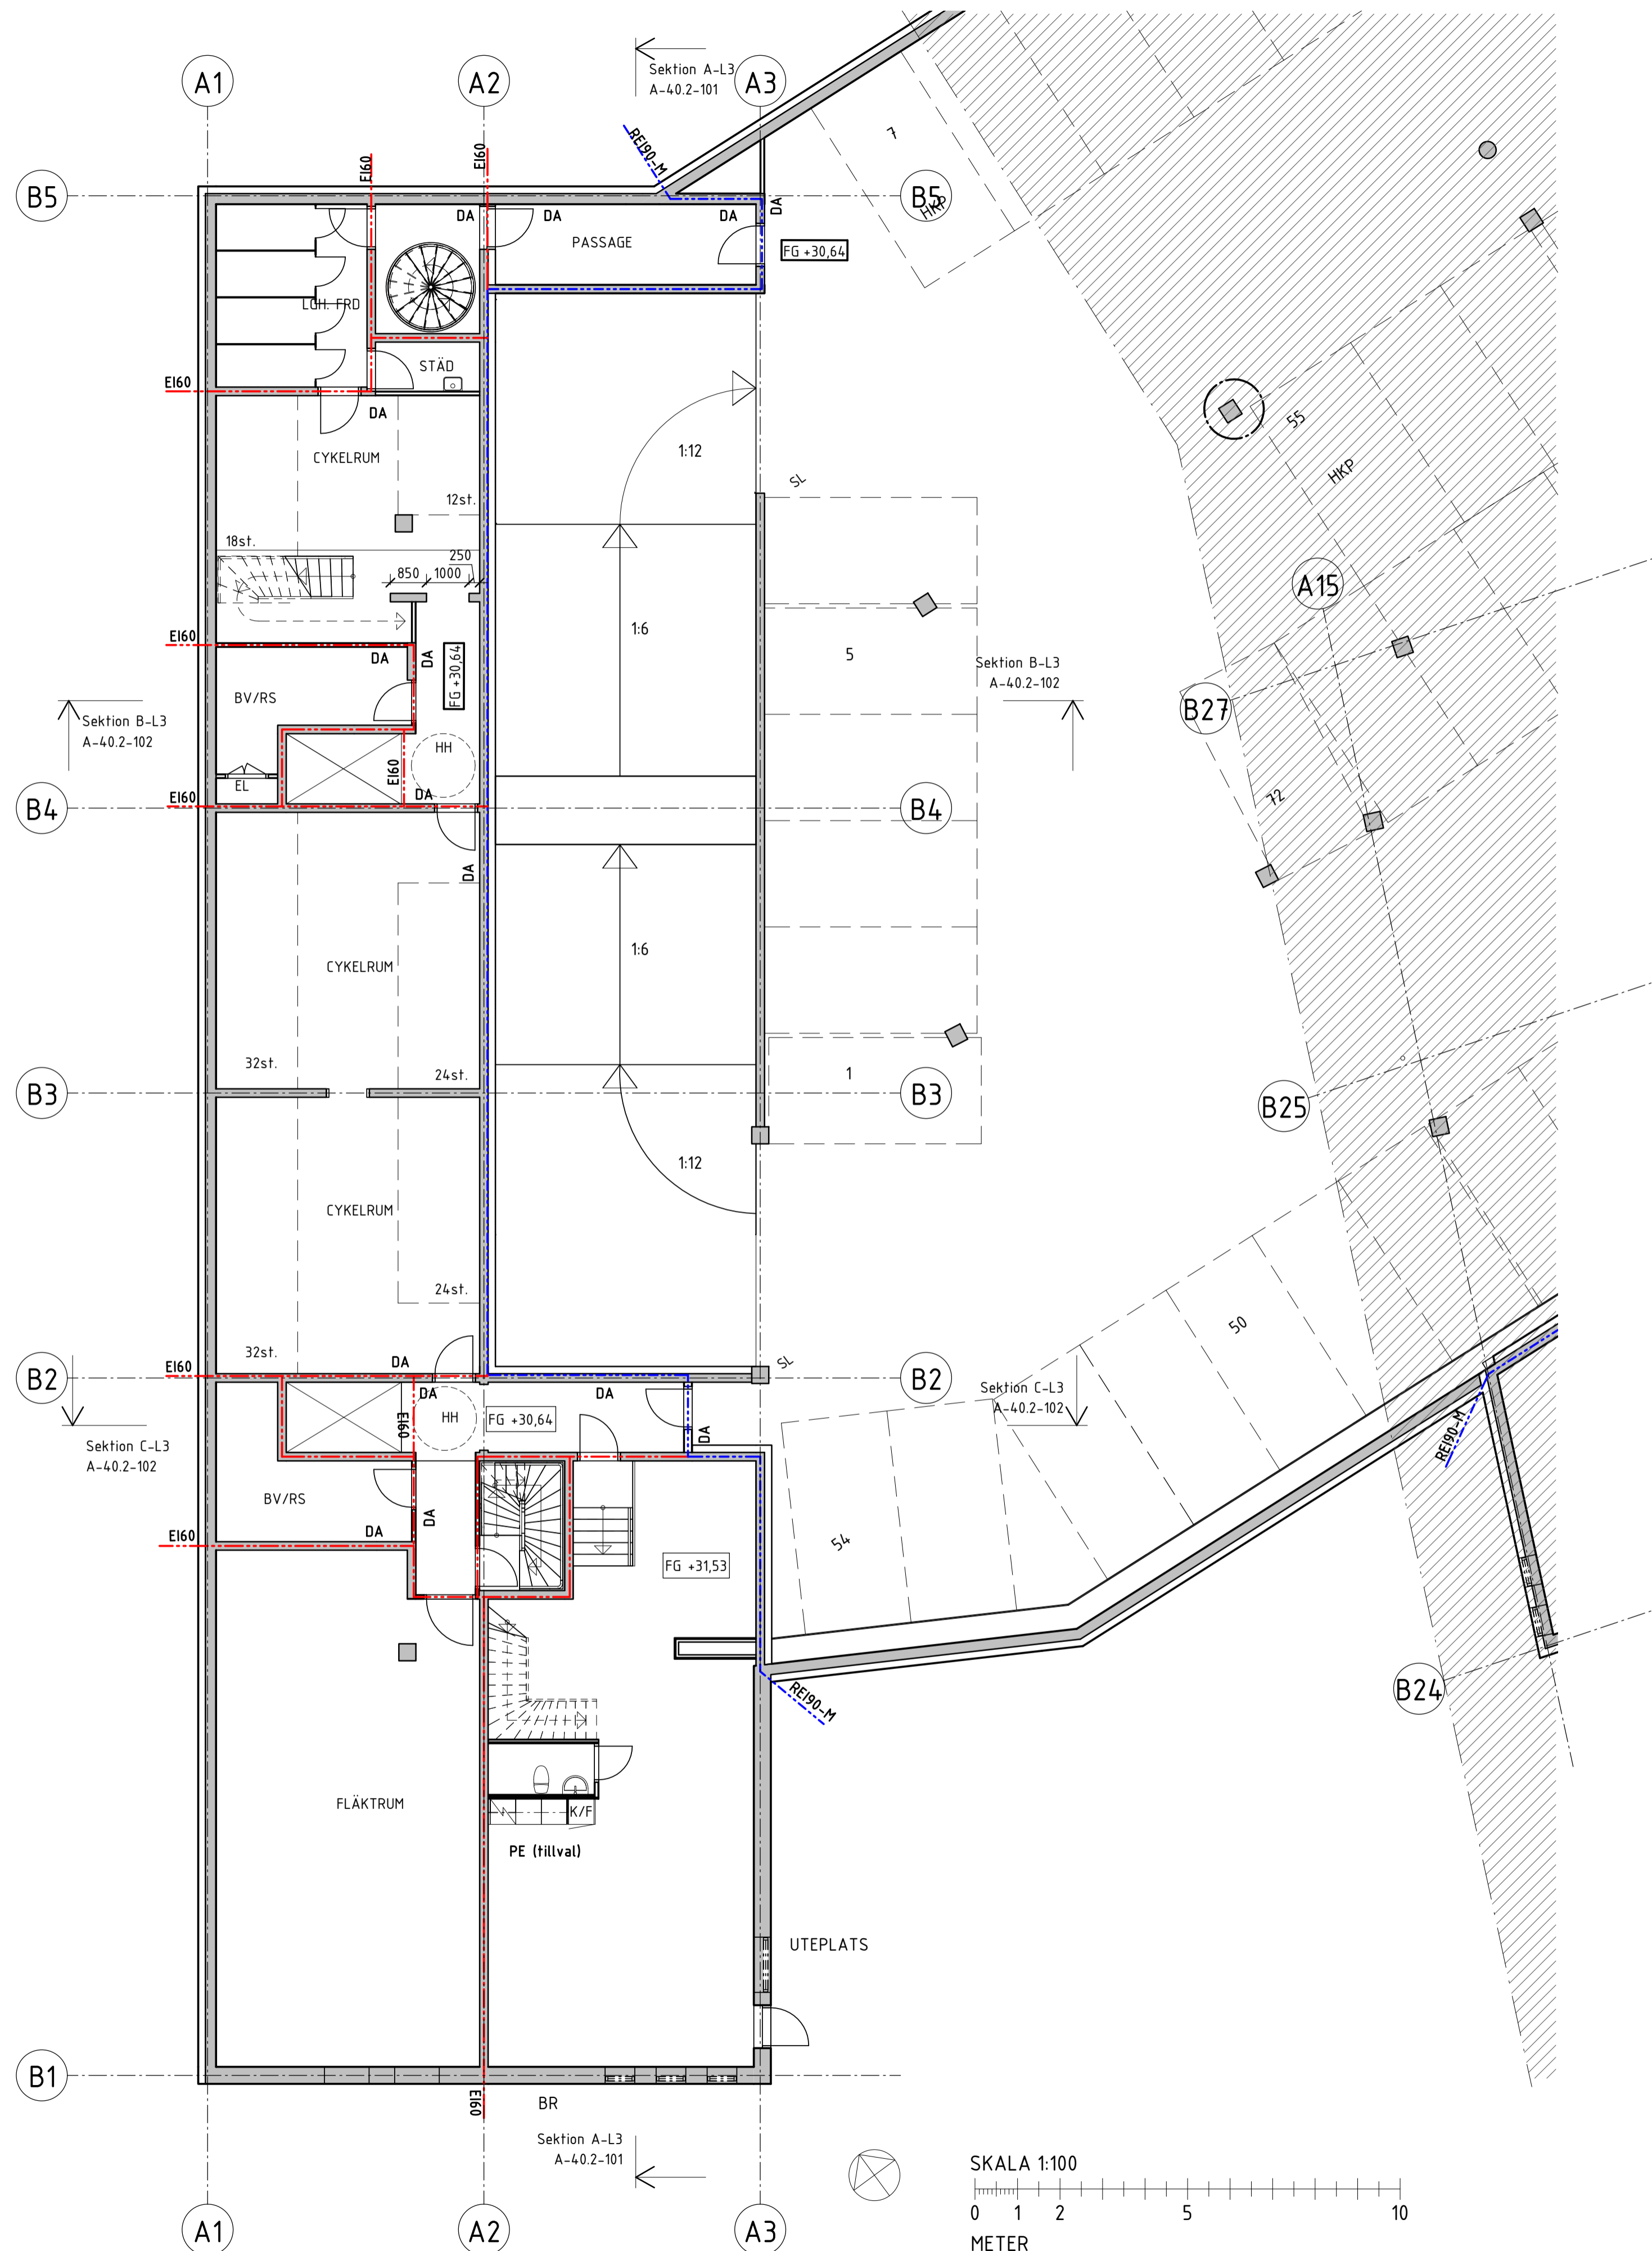 Sektion A-L3
A-40.2-101
A1
A2
A3
REI90-M
7
EI60
EI60
B5
B5
HKP
DA
DA
DA
DA
PASSAGE
FG +30,64
LGH. FRD
STÄD
EI60
DA
CYKELRUM
1:12
55
HKP
SL
12st.
18st.
250
850
1000
A15
EI60
1:6
DA
DA
FG +30,64
5
Sektion B-L3
A-40.2-102
BV/RS
B27
Sektion B-L3
A-40.2-102
HH
EI60
EL
DA
EI60
72
B4
B4
DA
1:6
CYKELRUM
32st.
24st.
1
B3
B3
B25
1:12
CYKELRUM
24st.
50
32st.
EI60
DA
SL
B2
B2
DA
DA
Sektion C-L3
A-40.2-102
EI60
HH
FG +30,64
DA
REI90-M
Sektion C-L3
A-40.2-102
BV/RS
DA
DA
EI60
54
FG +31,53
B24
REI90-M
FLÄKTRUM
K/F
PE (tillval)
UTEPLATS
B1
EI60
BR
Sektion A-L3
A-40.2-101
SKALA 1:100
0 1 2 5 10
METER
A1
A2
A3